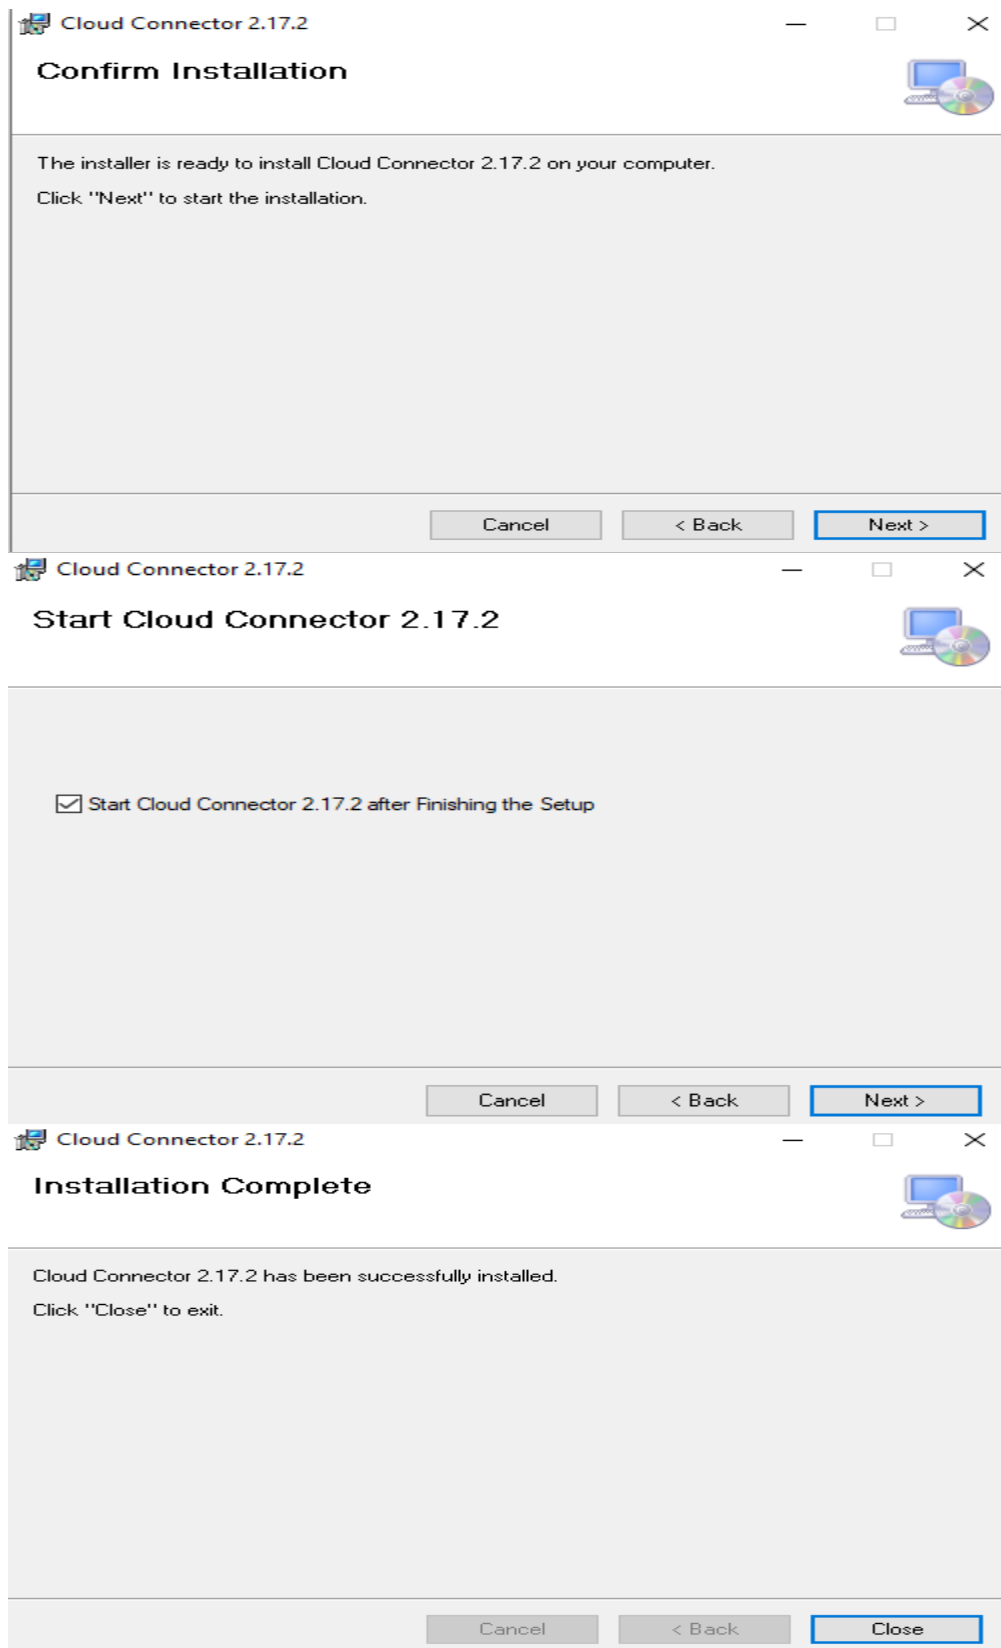 Cloud Connector 2.17.2
Confirm Installation
The installer is ready to install Cloud Connector 2.17.2 on your computer.
Click "Next" to start the installation.
Cancel
< Back
Next >
Cloud Connector 2.17.2
Start Cloud Connector 2.17.2
Start Cloud Connector 2.17.2 after Finishing the Setup
Cancel
< Back
Next >
Cloud Connector 2.17.2
Installation Complete
Cloud Connector 2.17.2 has been successfully installed.
Click "Close" to exit.
Cancel
< Back
Close